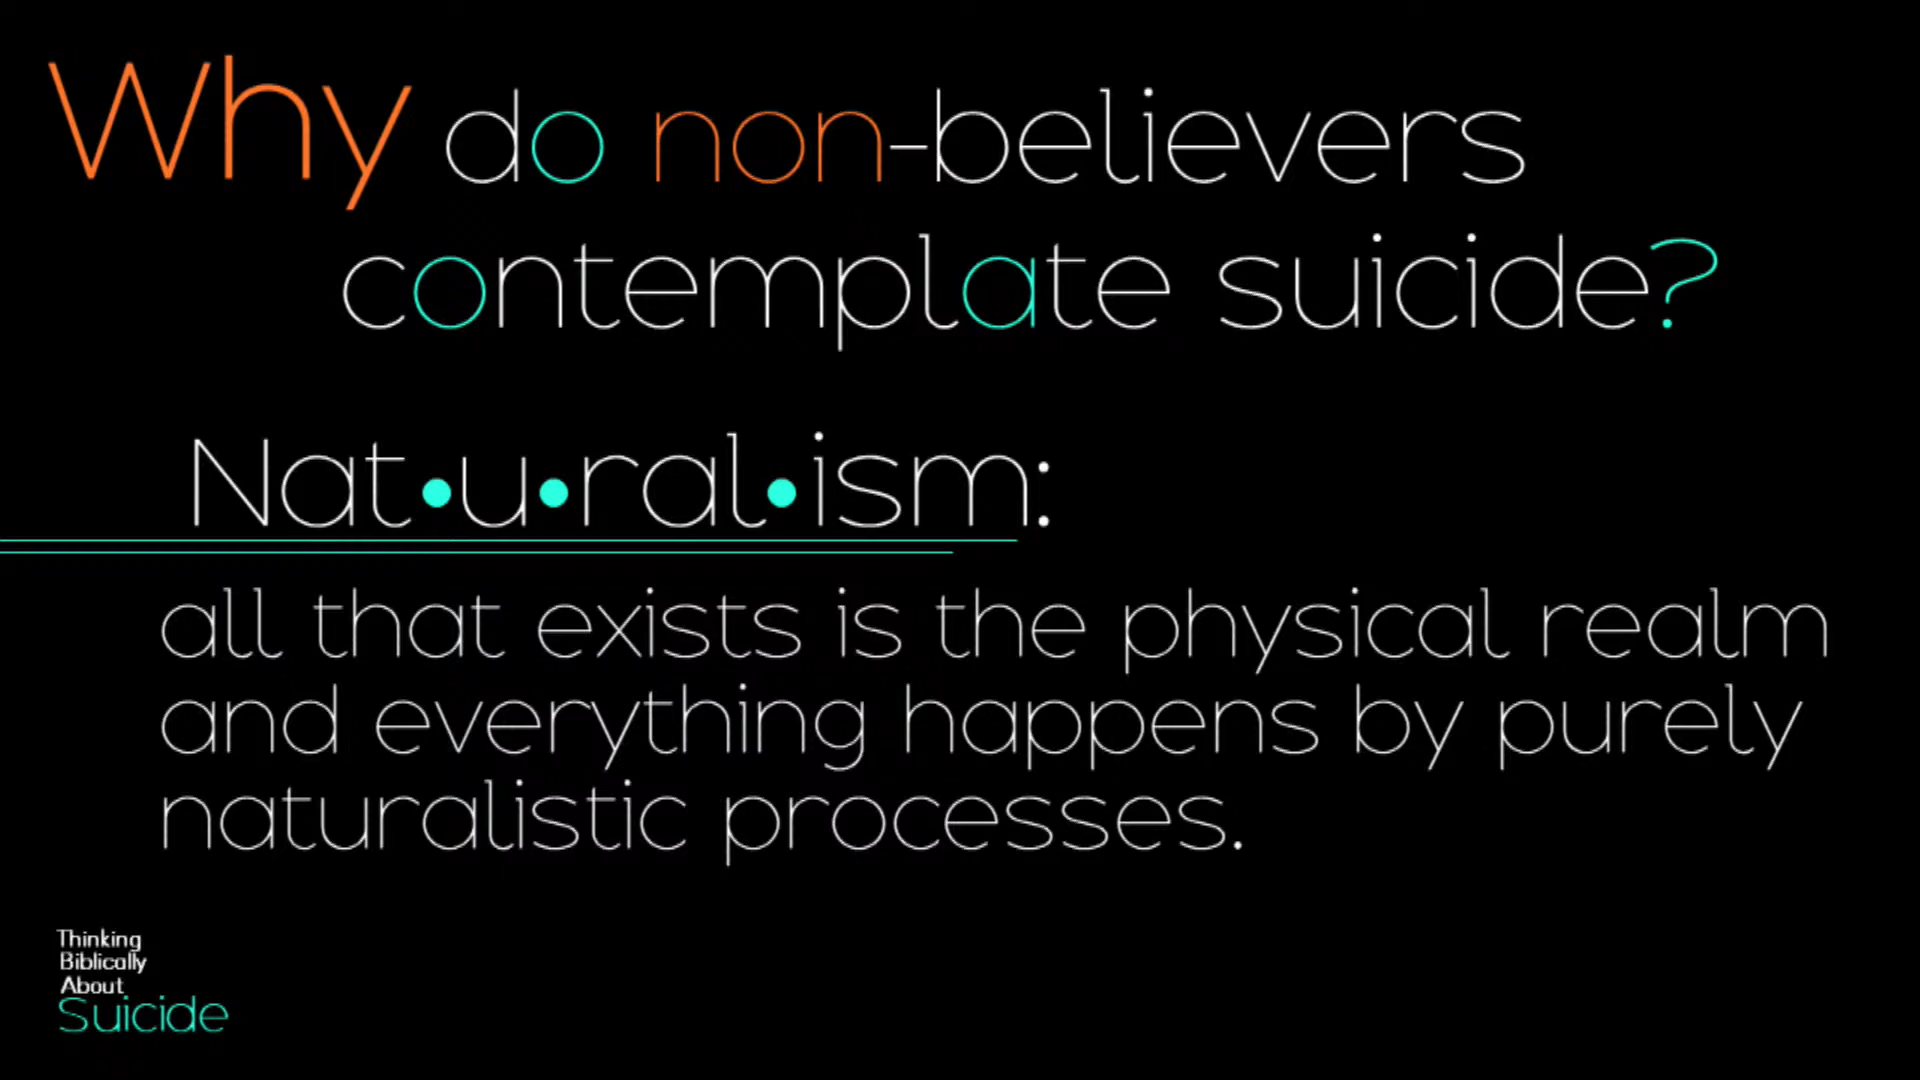 Why do non-believers
contemplate suicide?
Nat•u•ral•ism:
all that exists is the physical realm
and everything happens by purely
naturalistic processes.
Thinking
Biblically
About
Suicide